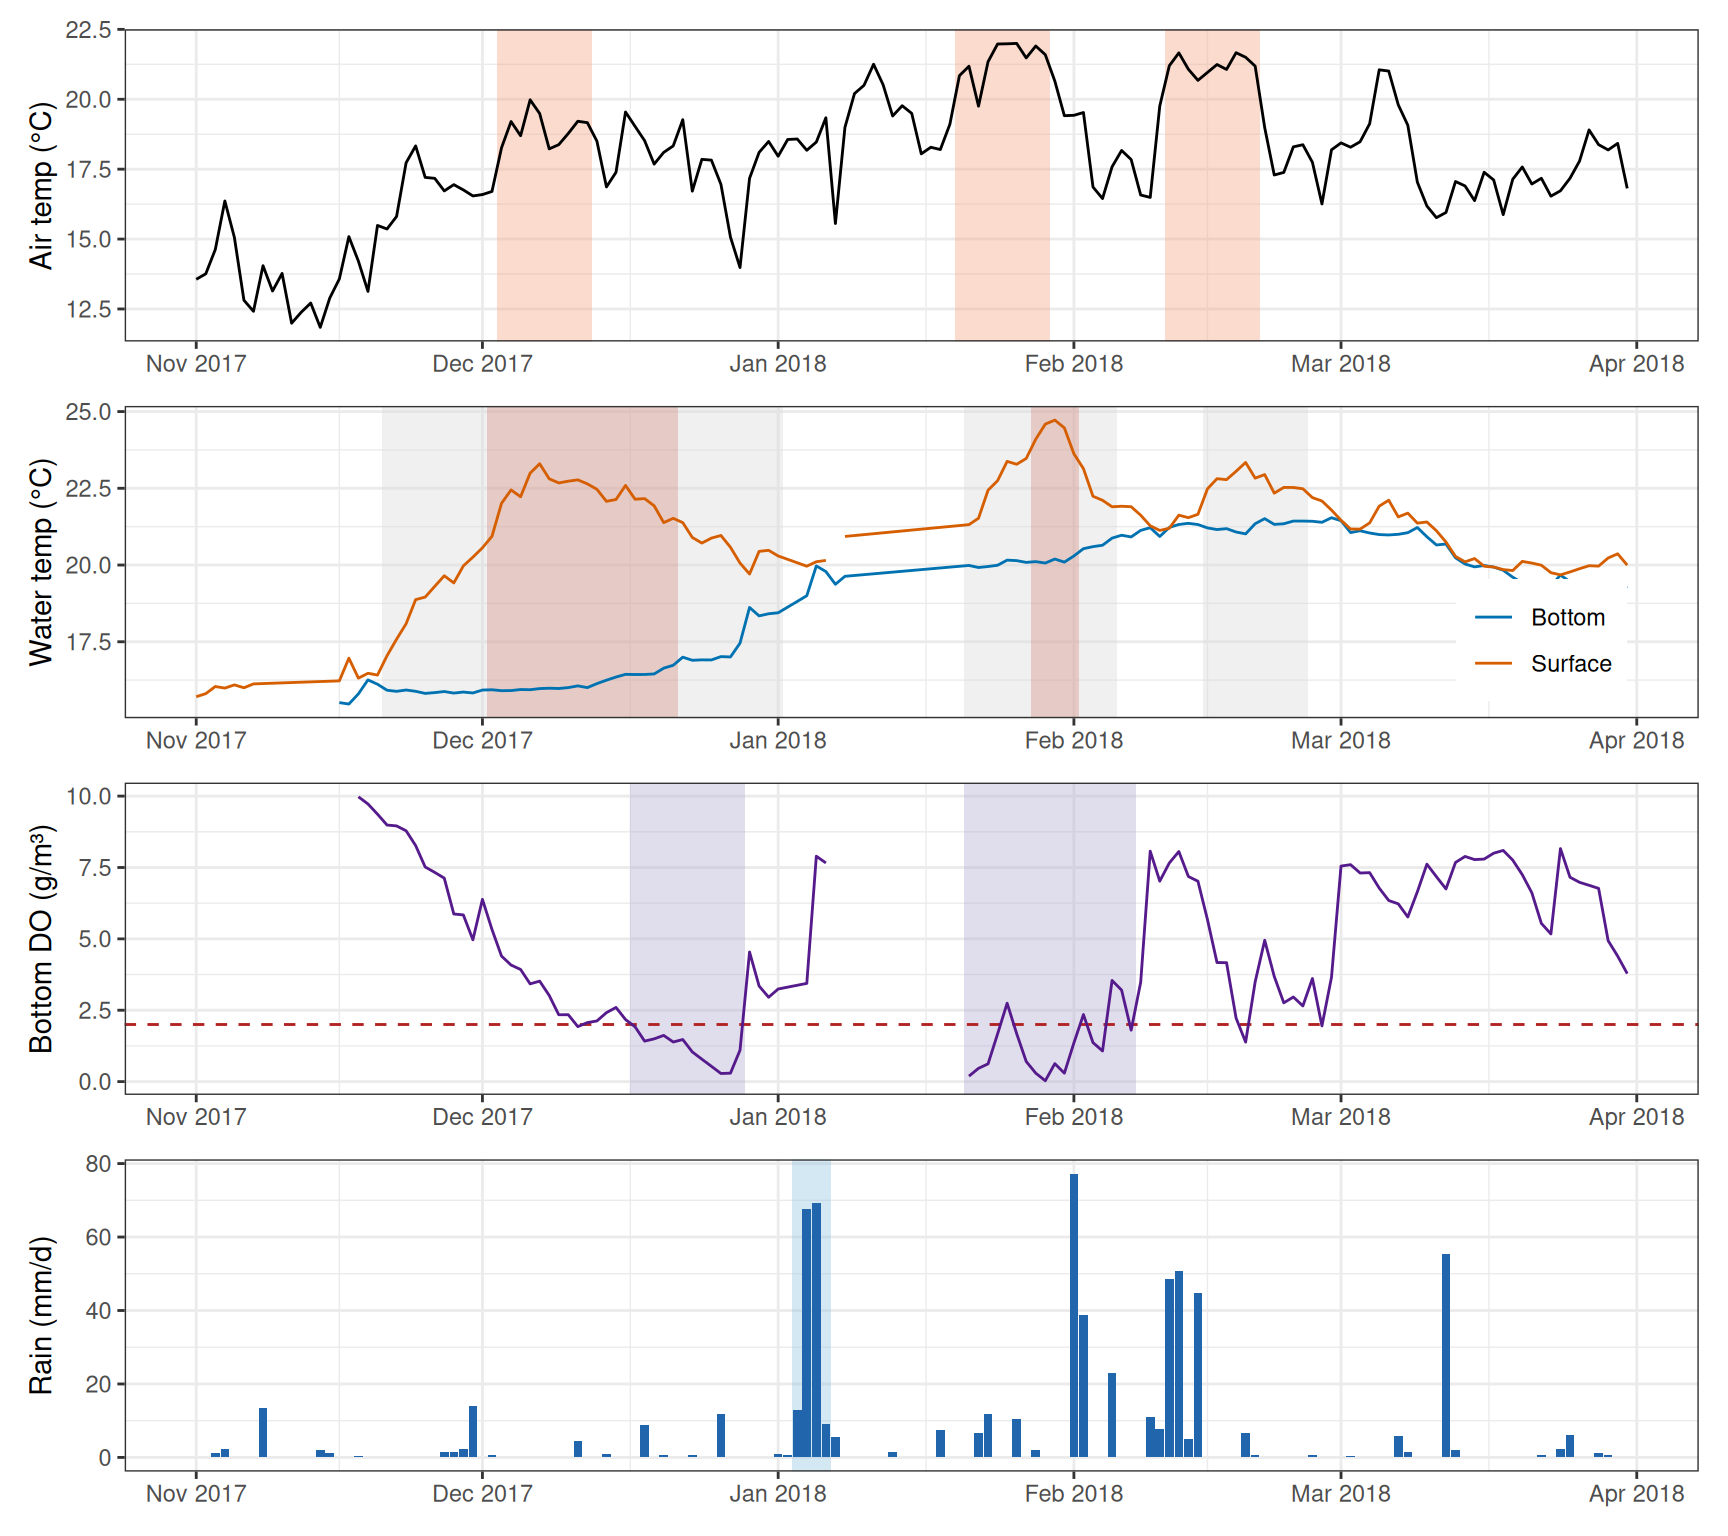 Air temp (°C)
22.5
20.0
17.5
15.0
12.5
Nov 2017 Dec 2017 Jan 2018 Feb 2018 Mar 2018 Apr 2018
Water temp (°C)
25.0
22.5
20.0
17.5
Bottom
Surface
Nov 2017 Dec 2017 Jan 2018 Feb 2018 Mar 2018 Apr 2018
Bottom DO (g/m³)
10.0
7.5
5.0
2.5
0.0
Nov 2017 Dec 2017 Jan 2018 Feb 2018 Mar 2018 Apr 2018
Rain (mm/d)
80
60
40
20
0
Nov 2017 Dec 2017 Jan 2018 Feb 2018 Mar 2018 Apr 2018